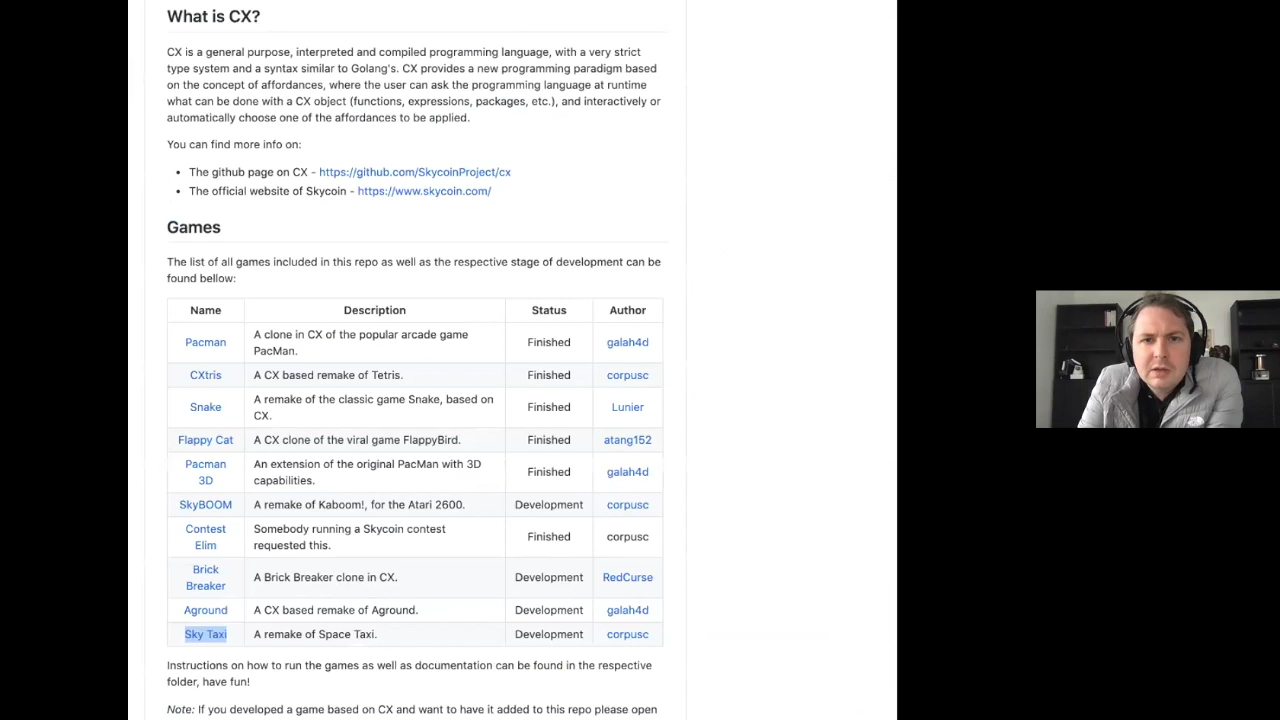 What is CX?
CX is a general purpose, interpreted and compiled programming language, with a very strict
type system and a syntax similar to Golang's. CX provides a new programming paradigm based
on the concept of affordances, where the user can ask the programming language at runtime
what can be done with a CX object (functions, expressions, packages, etc.), and interactively or
automatically choose one of the affordances to be applied.
You can find more info on:
• The github page on CX - https://github.com/SkycoinProject/cx
• The official website of Skycoin - https://www.skycoin.com/
Games
The list of all games included in this repo as well as the respective stage of development can be
found bellow:
Name Description Status Author
Pacman A clone in CX of the popular arcade game
PacMan. Finished galah4d
CXtris A CX based remake of Tetris. Finished corpusc
Snake A remake of the classic game Snake, based on
CX. Finished Lunier
Flappy Cat A CX clone of the viral game FlappyBird. Finished atang152
Pacman
3D An extension of the original PacMan with 3D
capabilities. Finished galah4d
SkyBOOM A remake of Kaboom!, for the Atari 2600. Development corpusc
Contest
Elim Somebody running a Skycoin contest
requested this. Finished corpusc
Brick
Breaker A Brick Breaker clone in CX. Development RedCurse
Aground A CX based remake of Aground. Development galah4d
Sky Taxi A remake of Space Taxi. Development corpusc
Instructions on how to run the games as well as documentation can be found in the respective
folder, have fun!
Note: If you developed a game based on CX and want to have it added to this repo please open